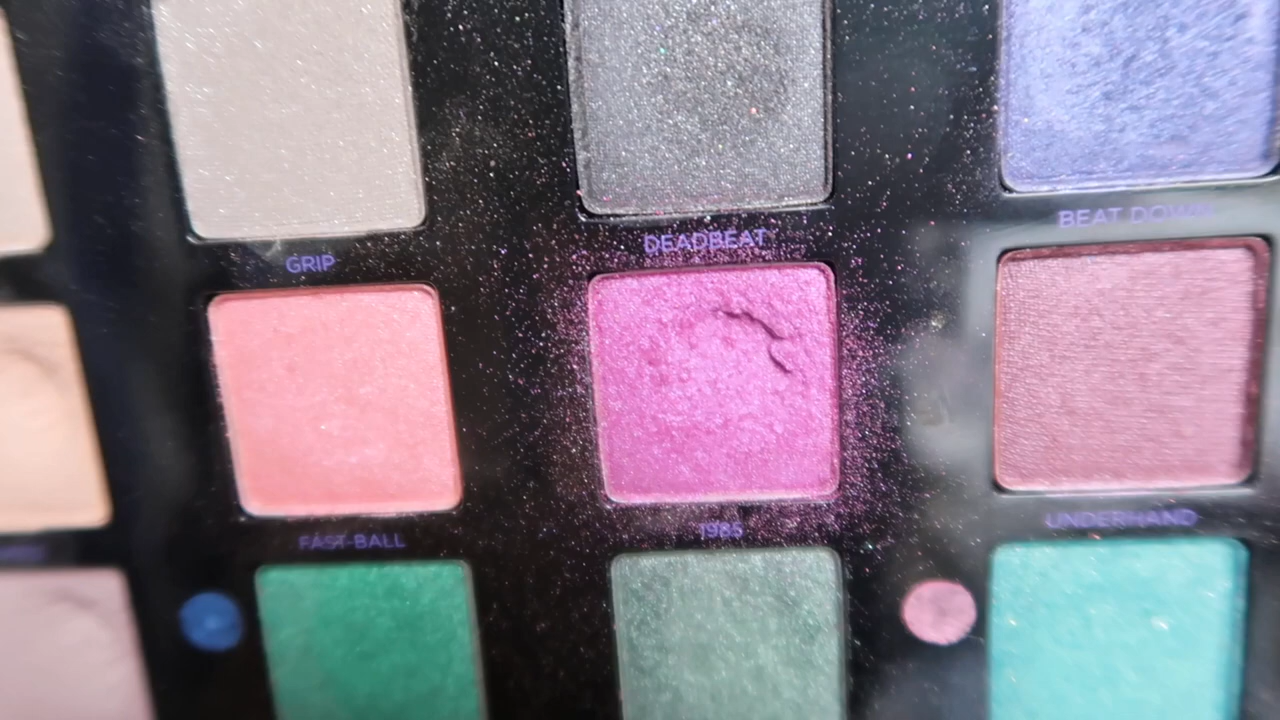 GRIP
DEADBEAT
BEAT DOWN
FAST-BALL
1985
UNDERHAND